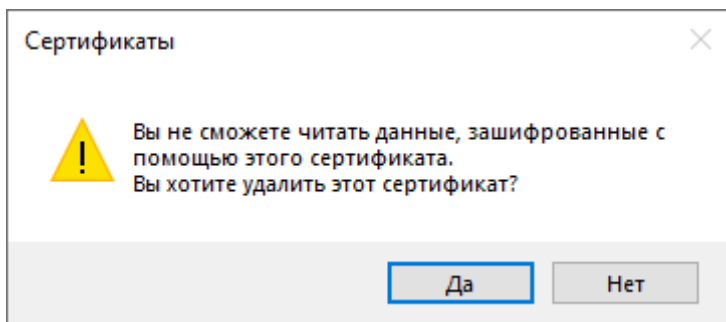 Сертификаты
Вы не сможете читать данные, зашифрованные с
помощью этого сертификата.
Вы хотите удалить этот сертификат?
Да
Нет